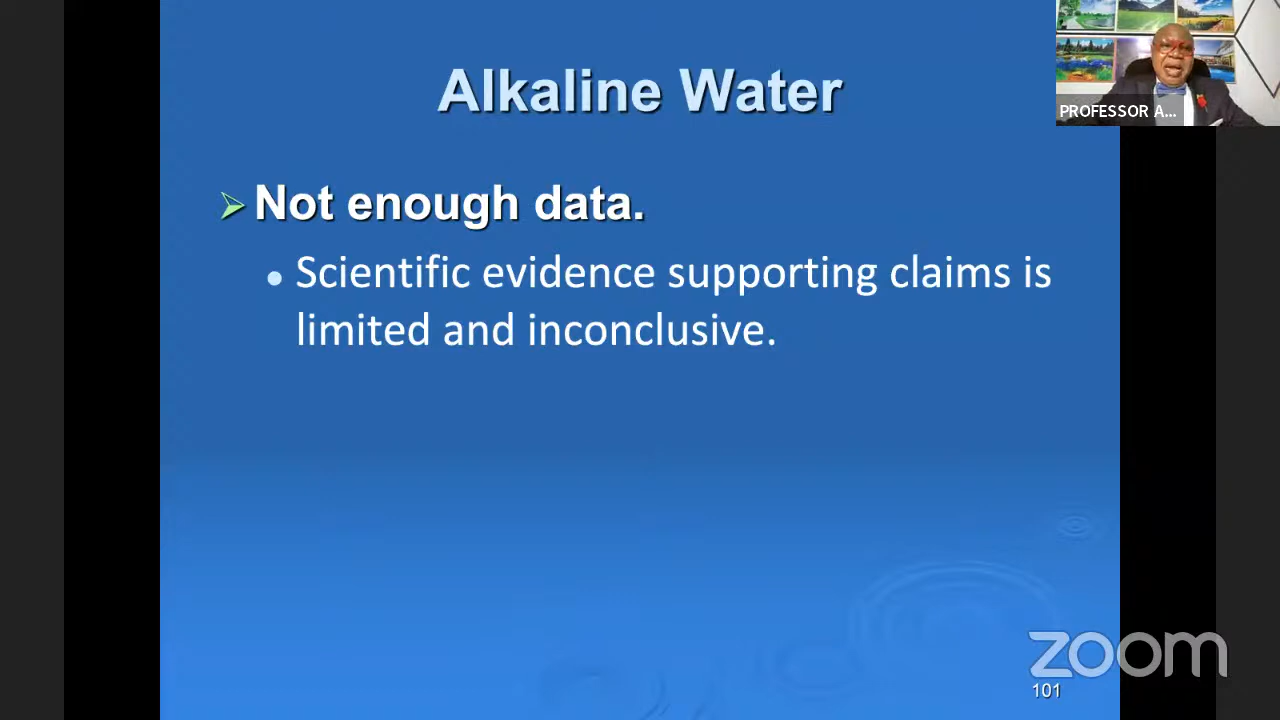 Alkaline Water
PROFESSOR A...
Not enough data.
Scientific evidence supporting claims is
limited and inconclusive.
zoom
101